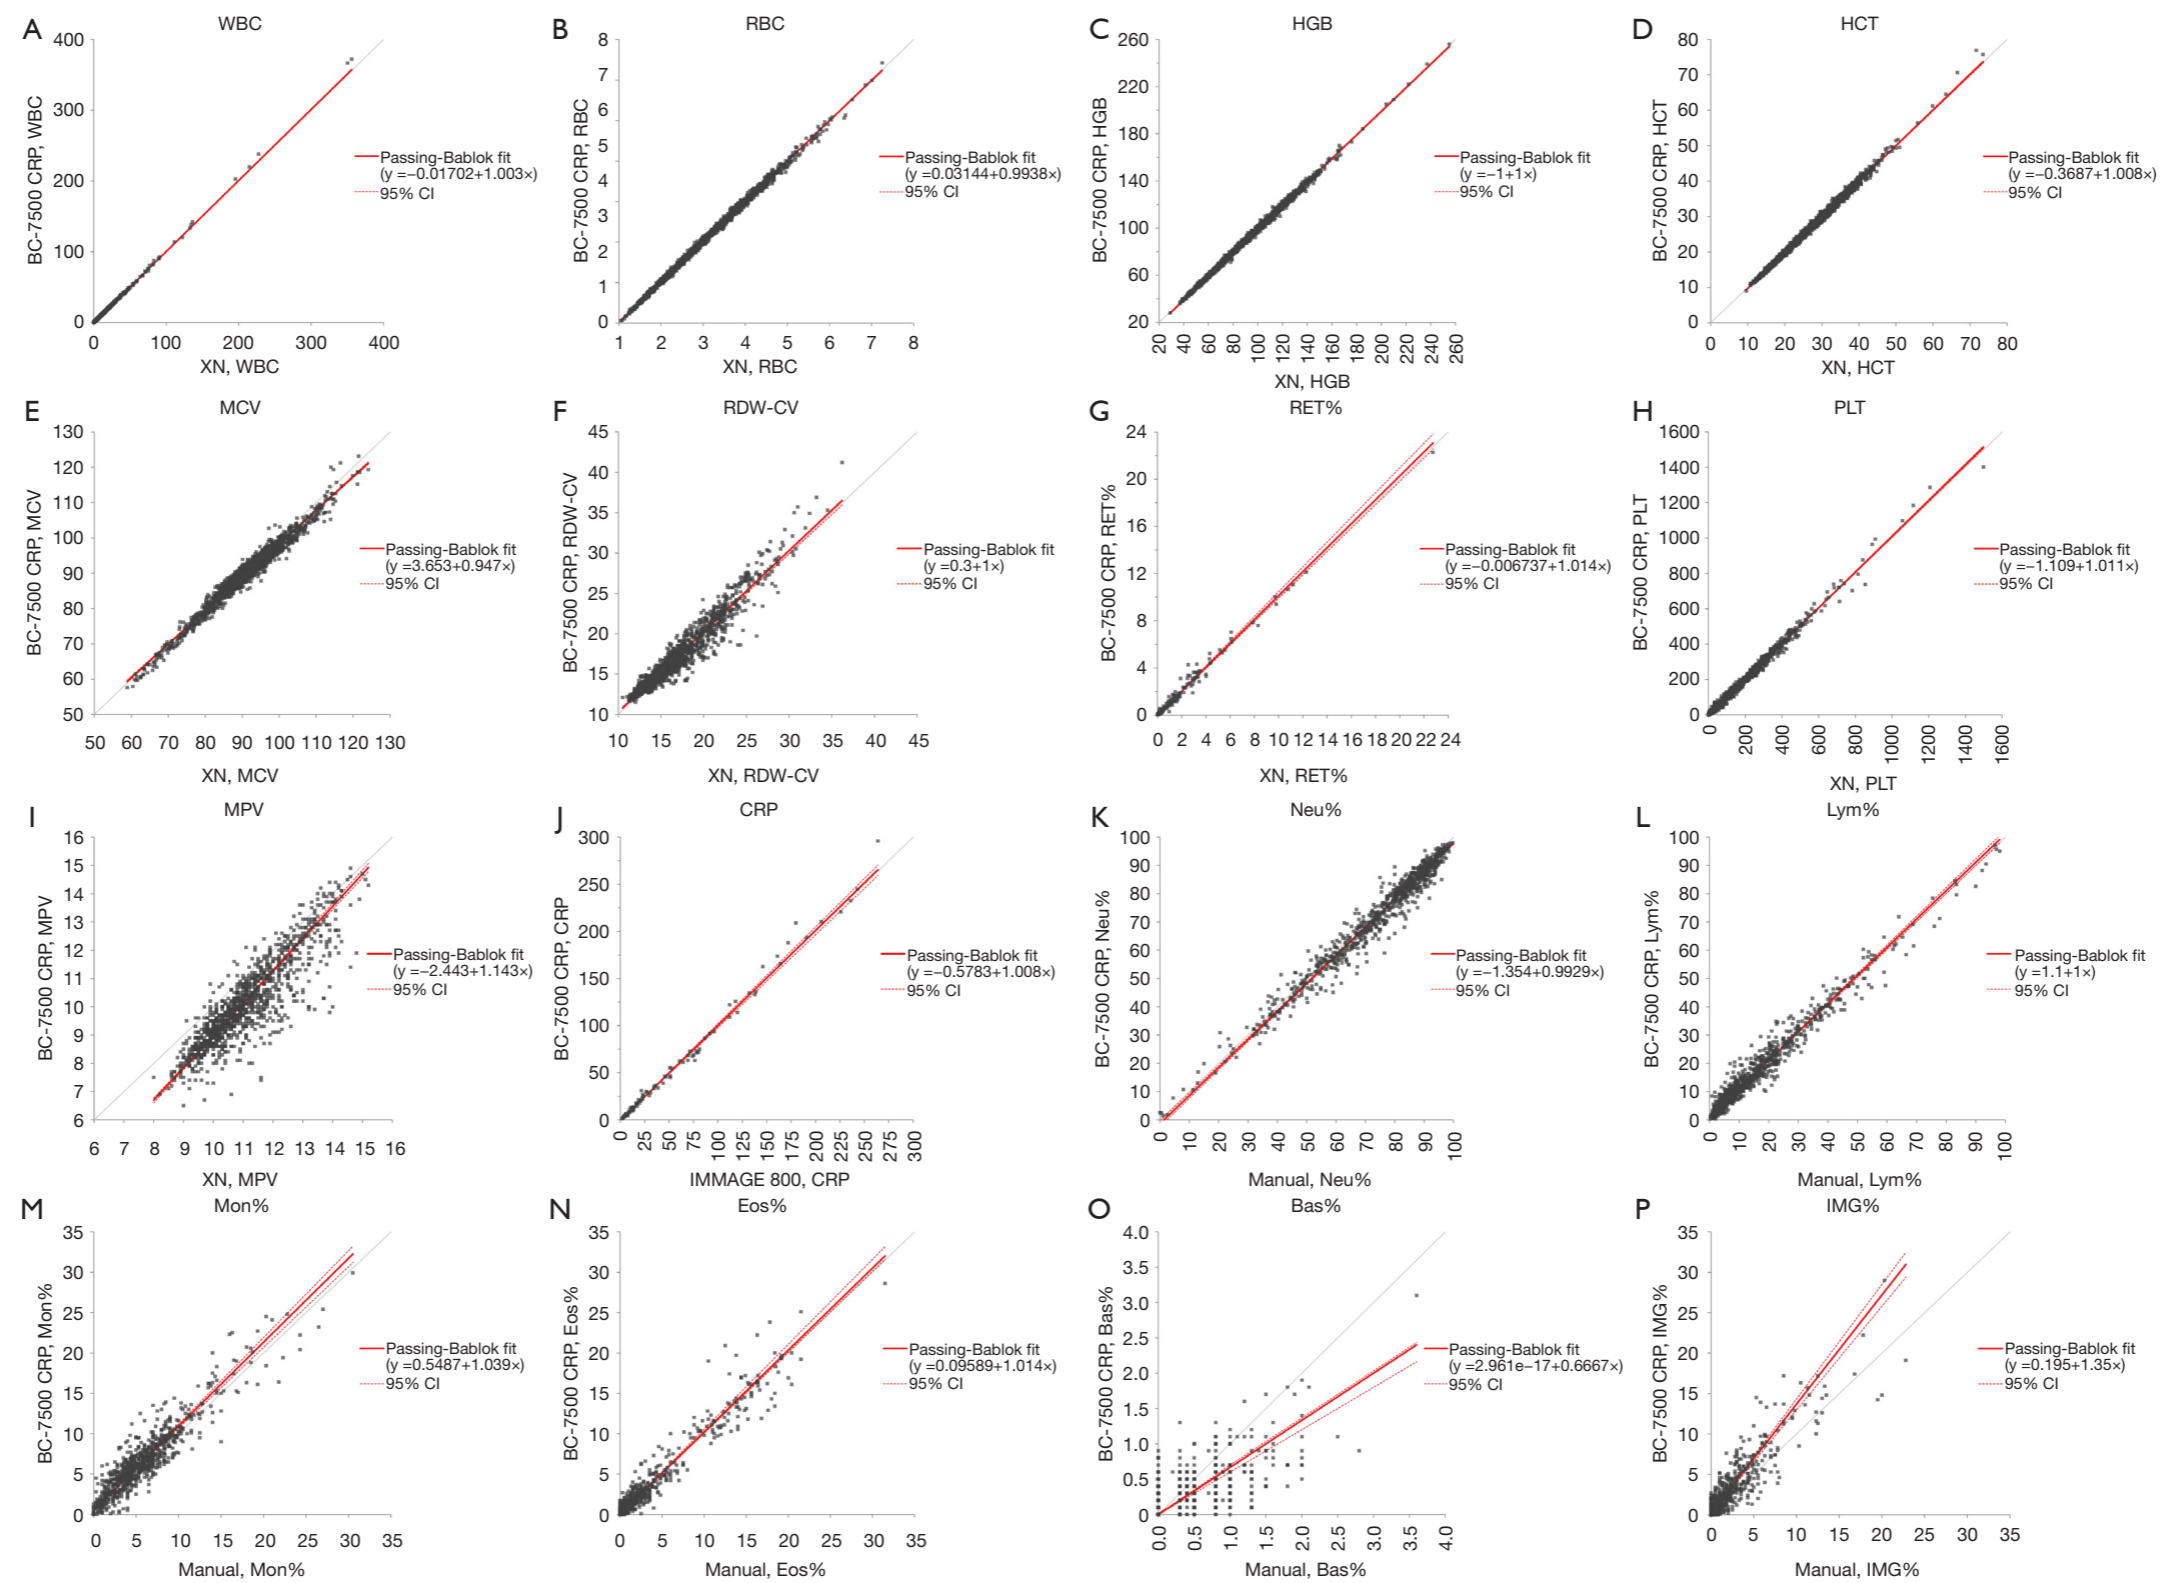 A
WBC
400
300
200
100
0
BC-7500 CRP, WBC
0 100 200 300 400
XN, WBC
Passing-Bablok fit
(y =−0.01702+1.003×)
95% CI
B
RBC
8
7
6
5
4
3
2
1
0
BC-7500 CRP, RBC
1 2 3 4 5 6 7 8
XN, RBC
Passing-Bablok fit
(y =0.03144+0.9938×)
95% CI
C
HGB
260
220
180
140
100
60
20
BC-7500 CRP, HGB
20 40 60 80 100 120 140 160 180 200 220 240 260
XN, HGB
Passing-Bablok fit
(y =−1+1×)
95% CI
D
HCT
80
70
60
50
40
30
20
10
0
BC-7500 CRP, HCT
0 10 20 30 40 50 60 70 80
XN, HCT
Passing-Bablok fit
(y =−0.3687+1.008×)
95% CI
E
MCV
130
120
110
100
90
80
70
60
50
BC-7500 CRP, MCV
50 60 70 80 90 100 110 120 130
XN, MCV
Passing-Bablok fit
(y =3.653+0.947×)
95% CI
F
RDW-CV
45
40
35
30
25
20
15
10
BC-7500 CRP, RDW-CV
10 15 20 25 30 35 40 45
XN, RDW-CV
Passing-Bablok fit
(y =0.3+1×)
95% CI
G
RET%
24
20
16
12
8
4
0
BC-7500 CRP, RET%
0 2 4 6 8 10 12 14 16 18 20 22 24
XN, RET%
Passing-Bablok fit
(y =−0.006737+1.014×)
95% CI
H
PLT
1600
1400
1200
1000
800
600
400
200
0
BC-7500 CRP, PLT
0 200 400 600 800 1000 1200 1400 1600
XN, PLT
Passing-Bablok fit
(y =−1.109+1.011×)
95% CI
I
MPV
16
15
14
13
12
11
10
9
8
7
6
BC-7500 CRP, MPV
6 7 8 9 10 11 12 13 14 15 16
XN, MPV
Passing-Bablok fit
(y =−2.443+1.143×)
95% CI
J
CRP
300
250
200
150
100
50
0
BC-7500 CRP, CRP
0 25 50 75 100 125 150 175 200 225 250 275 300
IMMAGE 800, CRP
Passing-Bablok fit
(y =−0.5783+1.008×)
95% CI
K
Neu%
100
90
80
70
60
50
40
30
20
10
0
BC-7500 CRP, Neu%
0 10 20 30 40 50 60 70 80 90 100
Manual, Neu%
Passing-Bablok fit
(y =−1.354+0.9929×)
95% CI
L
Lym%
100
90
80
70
60
50
40
30
20
10
0
BC-7500 CRP, Lym%
0 10 20 30 40 50 60 70 80 90 100
Manual, Lym%
Passing-Bablok fit
(y =1.1+1×)
95% CI
M
Mon%
35
30
25
20
15
10
5
0
BC-7500 CRP, Mon%
0 5 10 15 20 25 30 35
Manual, Mon%
Passing-Bablok fit
(y =0.5487+1.039×)
95% CI
N
Eos%
35
30
25
20
15
10
5
0
BC-7500 CRP, Eos%
0 5 10 15 20 25 30 35
Manual, Eos%
Passing-Bablok fit
(y =0.09589+1.014×)
95% CI
O
Bas%
4.0
3.5
3.0
2.5
2.0
1.5
1.0
0.5
0
BC-7500 CRP, Bas%
0.0 0.5 1.0 1.5 2.0 2.5 3.0 3.5 4.0
Manual, Bas%
Passing-Bablok fit
(y =2.961e−17+0.6667×)
95% CI
P
IMG%
35
30
25
20
15
10
5
0
BC-7500 CRP, IMG%
0 5 10 15 20 25 30 35
Manual, IMG%
Passing-Bablok fit
(y =0.195+1.35×)
95% CI